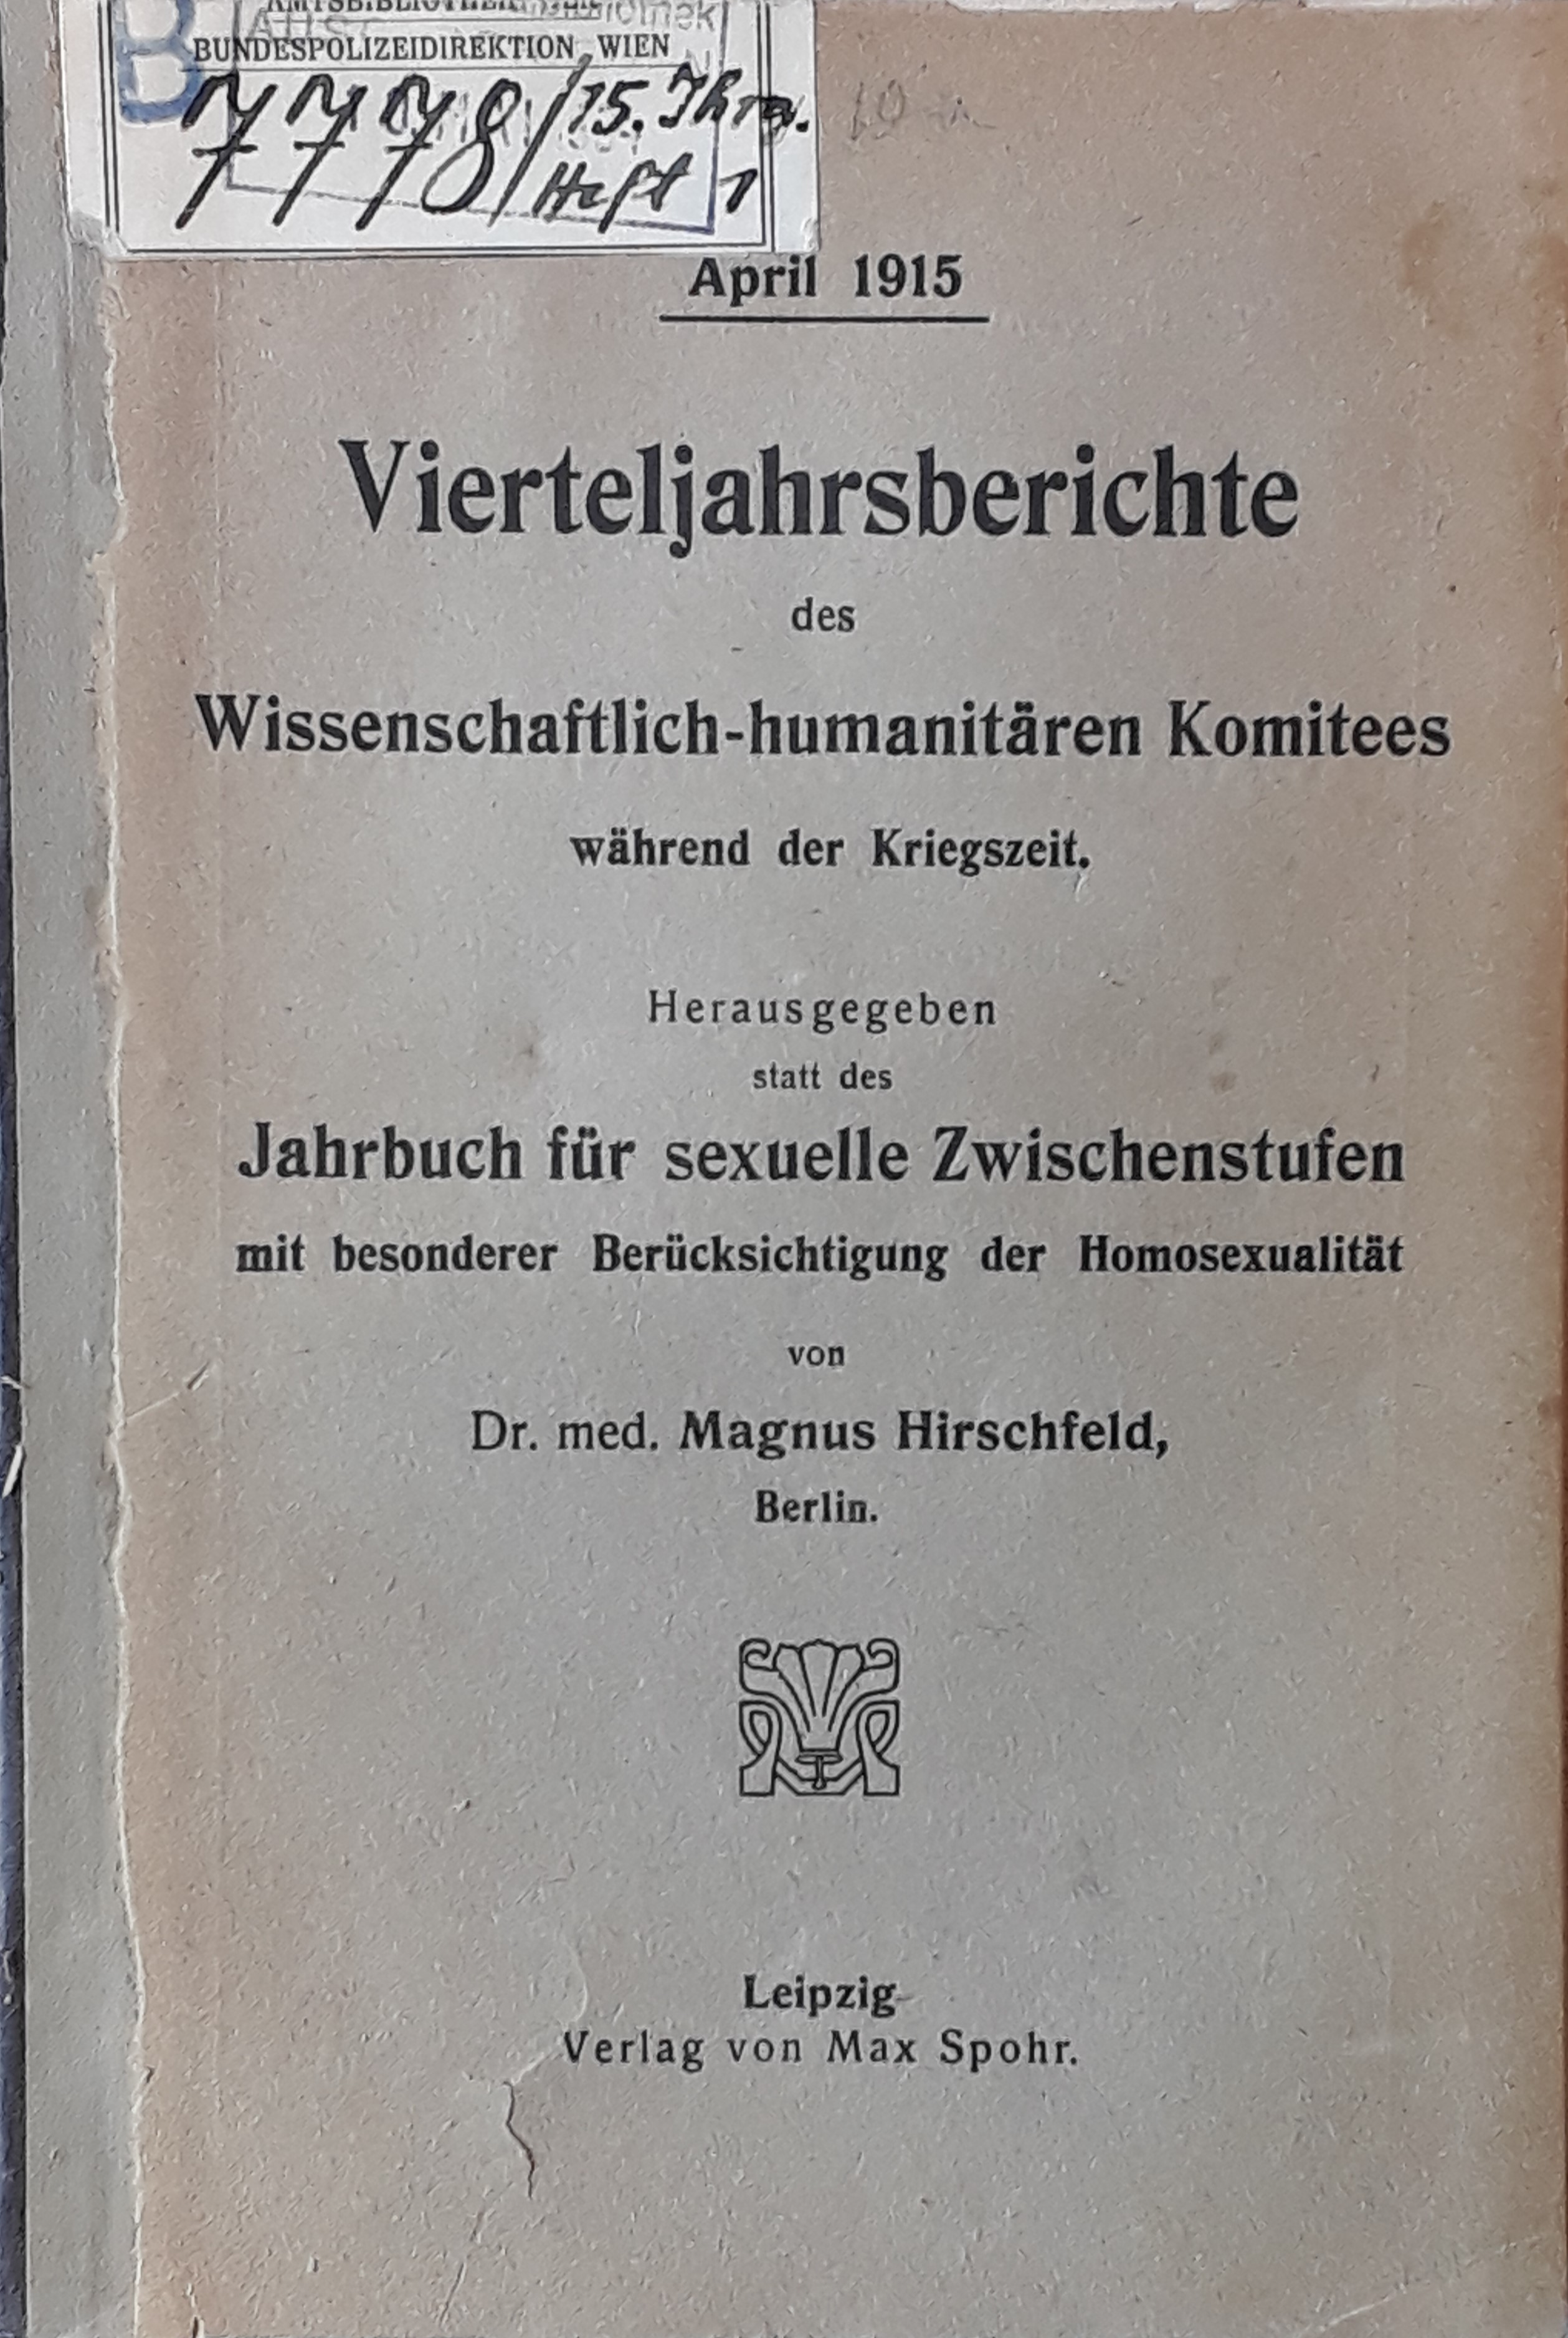 BUNDESPOLIZEIDIREKTION WIEN
7778/15. Jhrg.
Heft 1
April 1915
Vierteljahrsberichte
des
Wissenschaftlich-humanitären Komitees
während der Kriegszeit.
Herausgegeben
statt des
Jahrbuch für sexuelle Zwischenstufen
mit besonderer Berücksichtigung der Homosexualität
von
Dr. med. Magnus Hirschfeld,
Berlin.
Leipzig
Verlag von Max Spohr.